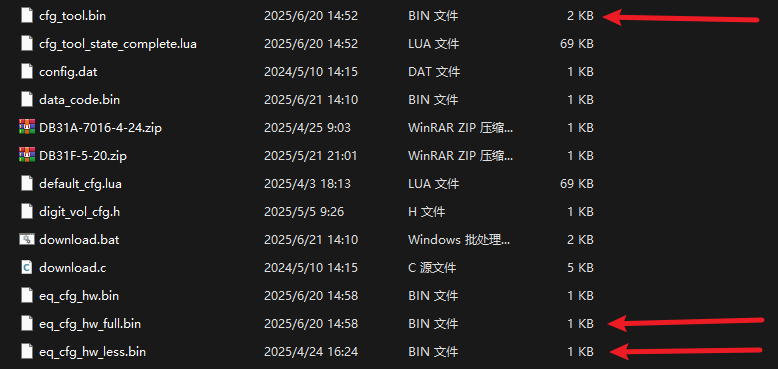 cfg_tool.bin 2025/6/20 14:52 BIN 文件 2 KB
cfg_tool_state_complete.lua 2025/6/20 14:52 LUA 文件 69 KB
config.dat 2024/5/10 14:15 DAT 文件 1 KB
data_code.bin 2025/6/21 14:10 BIN 文件 1 KB
DB31A-7016-4-24.zip 2025/4/25 9:03 WinRAR ZIP 压缩... 1 KB
DB31F-5-20.zip 2025/5/21 21:01 WinRAR ZIP 压缩... 1 KB
default_cfg.lua 2025/4/3 18:13 LUA 文件 69 KB
digit_vol_cfg.h 2025/5/5 9:26 H 文件 1 KB
download.bat 2025/6/21 14:10 Windows 批处理... 2 KB
download.c 2024/5/10 14:15 C 源文件 5 KB
eq_cfg_hw.bin 2025/6/20 14:58 BIN 文件 1 KB
eq_cfg_hw_full.bin 2025/6/20 14:58 BIN 文件 1 KB
eq_cfg_hw_less.bin 2025/4/24 16:24 BIN 文件 1 KB